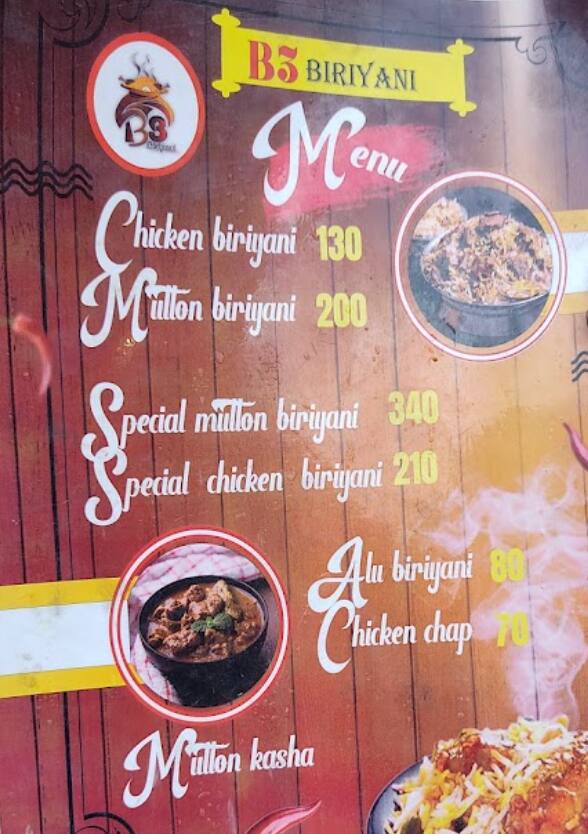 B3 BIRIYANI
B3
Menu
Chicken biriyani 130
Mutton biriyani 200
Special mutton biriyani 340
Special chicken biriyani 210
Alu biriyani 80
Chicken chap 70
Mutton kasha